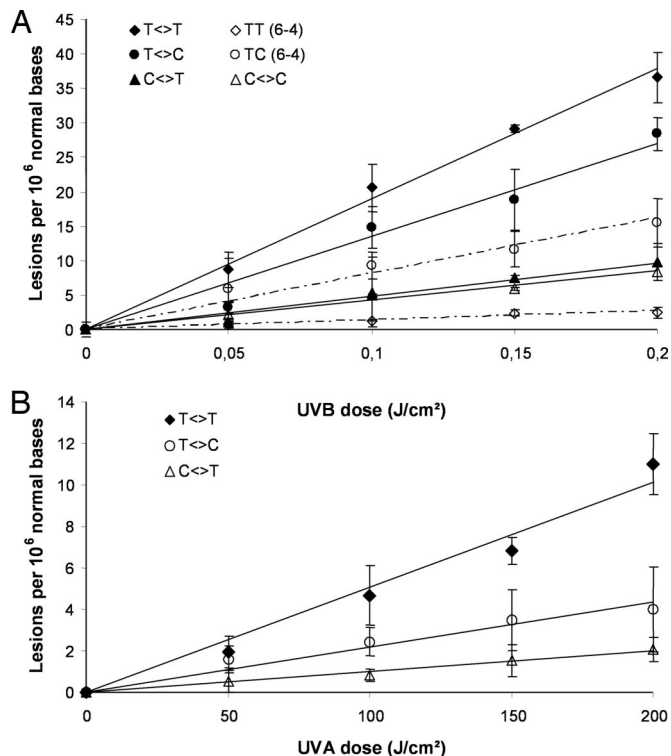 A
T<>T
TT (6-4)
T<>C
TC (6-4)
C<>T
C<>C
Lesions per 10⁶ normal bases
45
40
35
30
25
20
15
10
5
0
0
0,05
0,1
0,15
0,2
UVB dose (J/cm²)
B
T<>T
T<>C
C<>T
Lesions per 10⁶ normal bases
14
12
10
8
6
4
2
0
0
50
100
150
200
UVA dose (J/cm²)